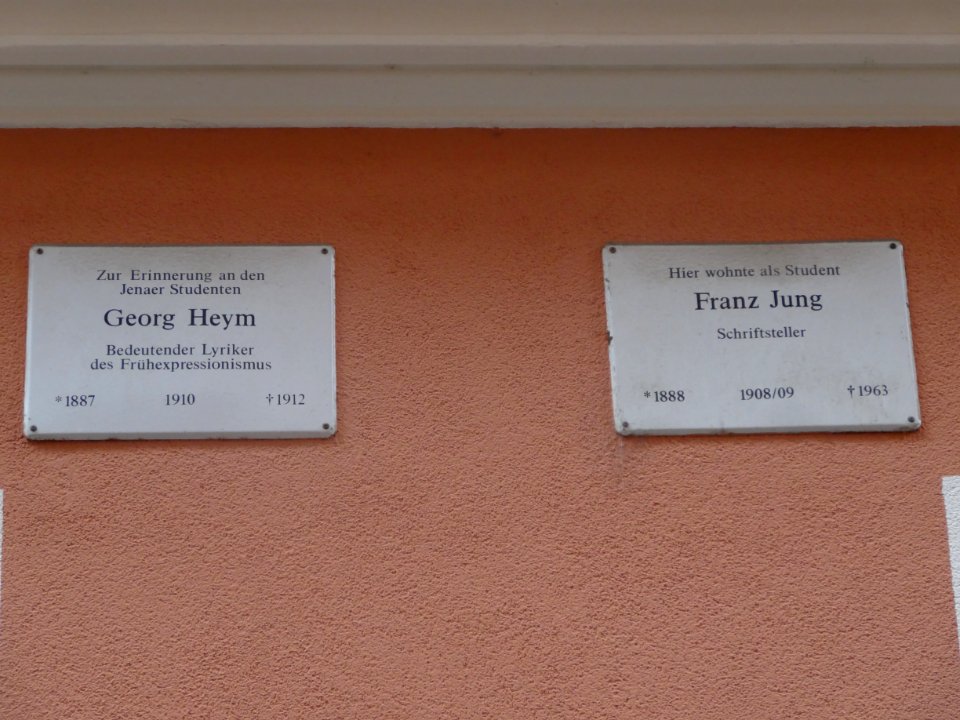 Zur Erinnerung an den
Jenaer Studenten
Georg Heym
Bedeutender Lyriker
des Frühexpressionismus
*1887 1910 †1912
Hier wohnte als Student
Franz Jung
Schriftsteller
*1888 1908/09 †1963